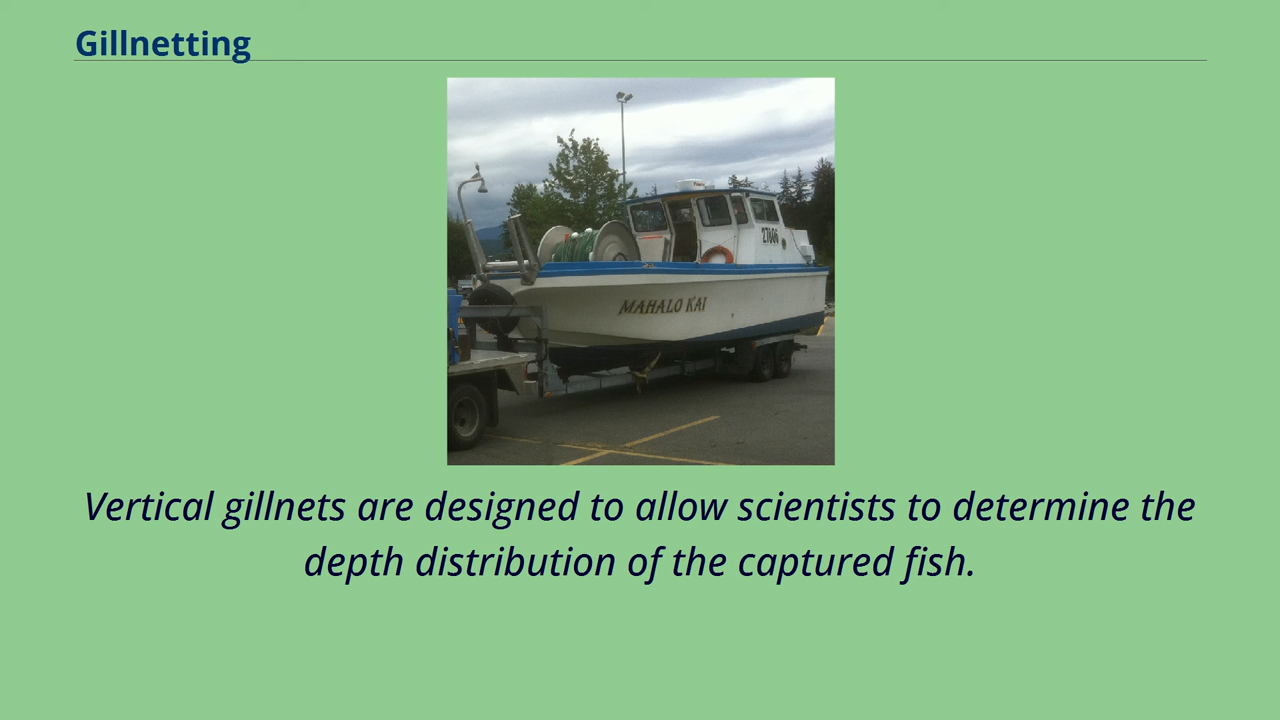 Gillnetting
MAHALO KAI
27806
Vertical gillnets are designed to allow scientists to determine the
depth distribution of the captured fish.